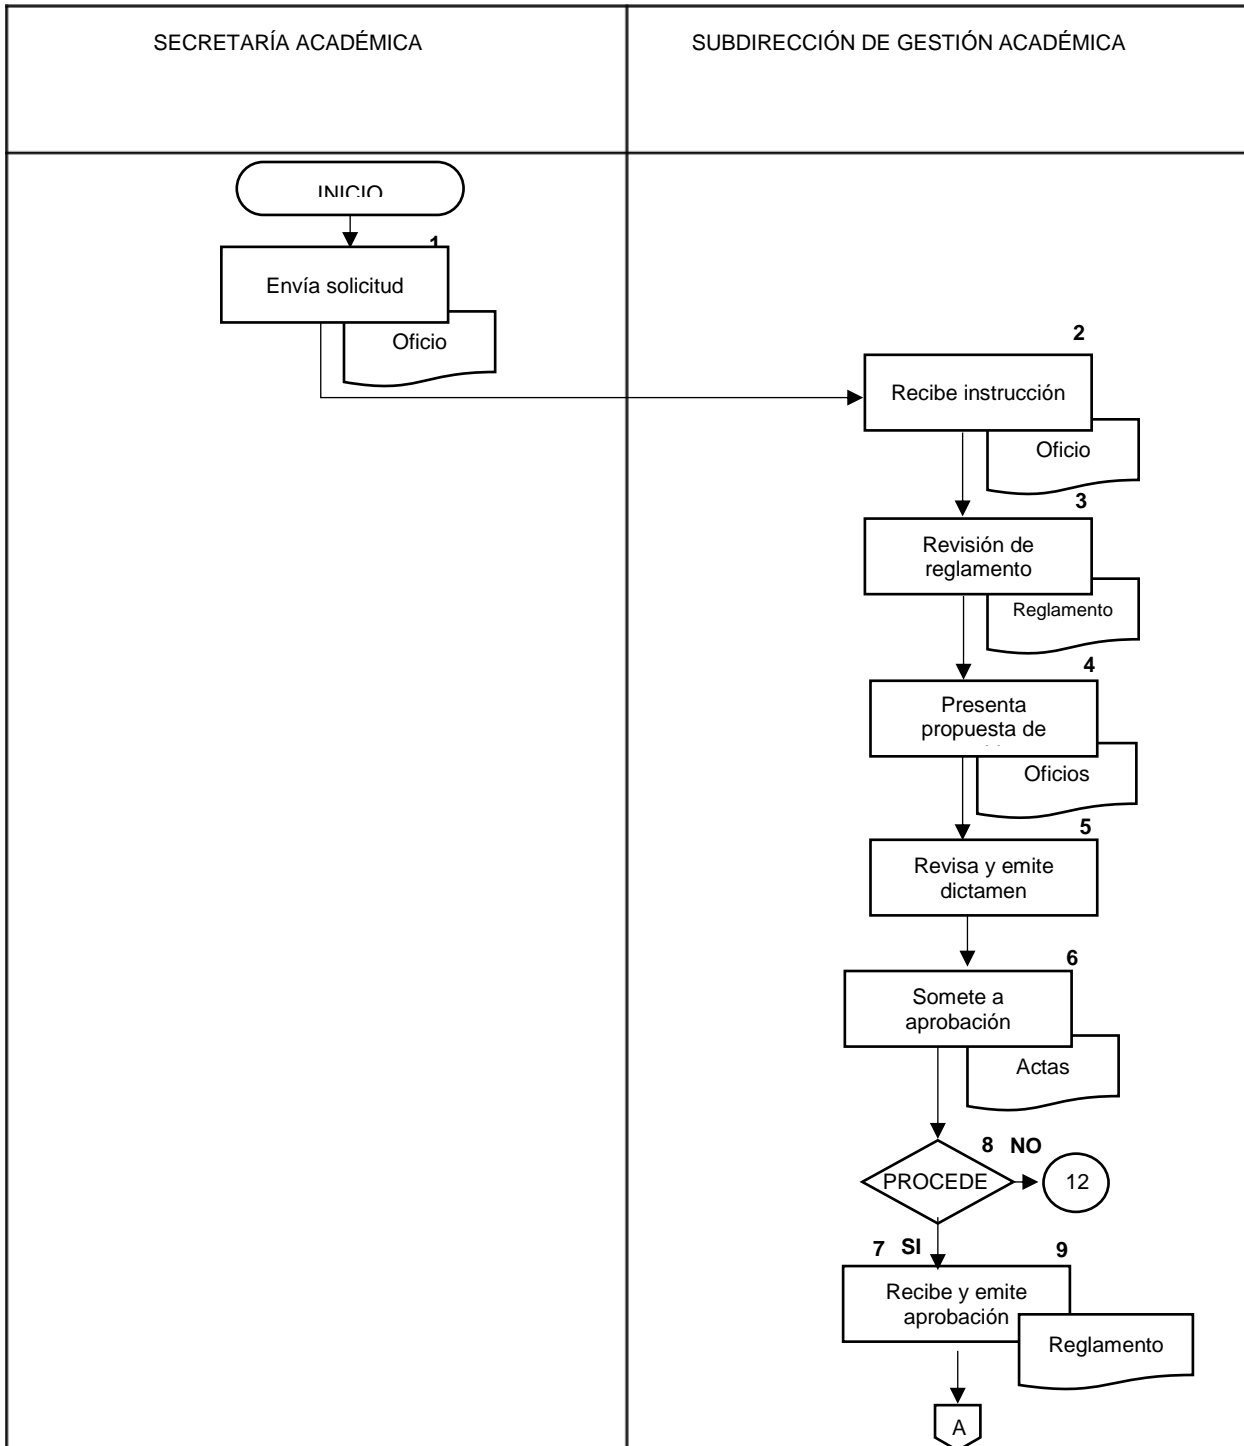 SECRETARÍA ACADÉMICA
SUBDIRECCIÓN DE GESTIÓN ACADÉMICA
INICIO
1
Envía solicitud
Oficio
2
Recibe instrucción
Oficio
3
Revisión de
reglamento
Reglamento
4
Presenta
propuesta de
Oficios
5
Revisa y emite
dictamen
6
Somete a
aprobación
Actas
8 NO
PROCEDE
12
7 SI
9
Recibe y emite
aprobación
Reglamento
A